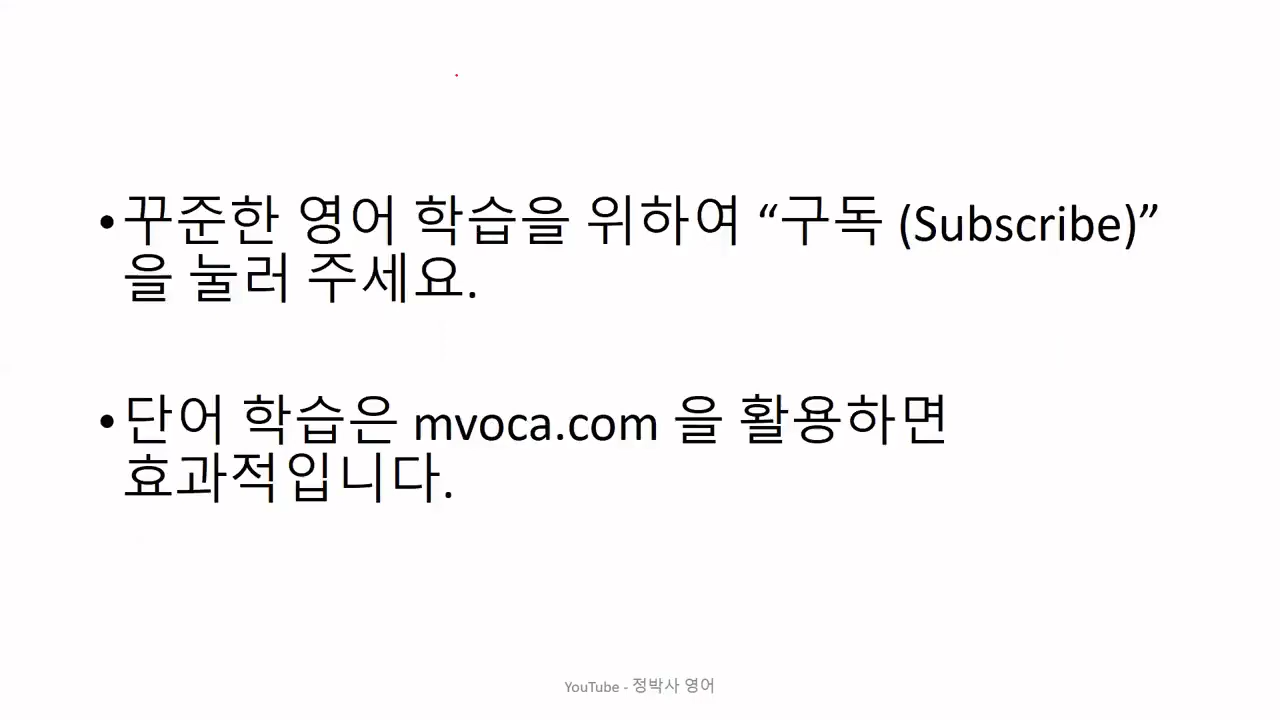 • 꾸준한 영어 학습을 위하여 “구독 (Subscribe)”
을 눌러 주세요.
• 단어 학습은 mvoca.com 을 활용하면
효과적입니다.
YouTube - 정박사 영어